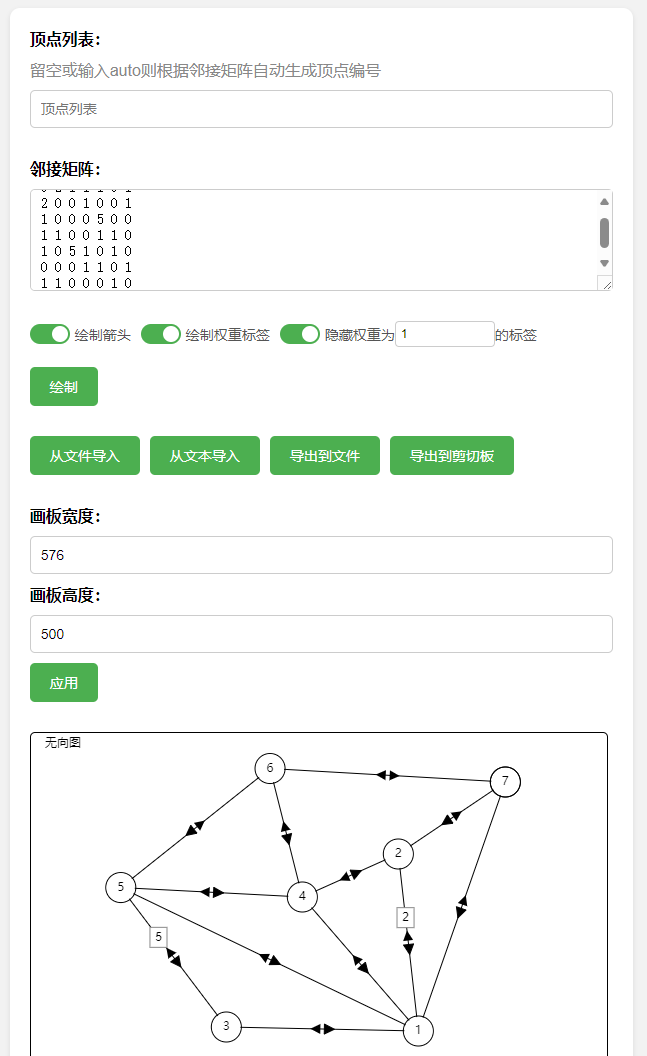 顶点列表：
留空或输入auto则根据邻接矩阵自动生成顶点编号
顶点列表
邻接矩阵：
2 0 0 1 0 0 1
1 0 0 0 5 0 0
1 1 0 0 1 1 0
1 0 5 1 0 1 0
0 0 0 1 1 0 1
1 1 0 0 0 1 0
绘制箭头 绘制权重标签 隐藏权重为 1 的标签
绘制
从文件导入 从文本导入 导出到文件 导出到剪切板
画板宽度：
576
画板高度：
500
应用
无向图
6
7
2
5
4
2
5
3
1